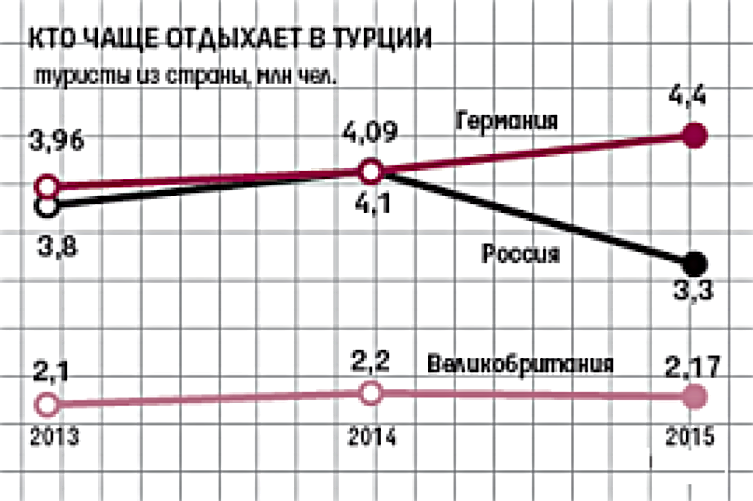 КТО ЧАЩЕ ОТДЫХАЕТ В ТУРЦИИ
туристы из страны, млн чел.
4,4
3,96
4,09
Германия
4,1
3,8
Россия
3,3
2,1
2,2
Великобритания
2,17
2013
2014
2015